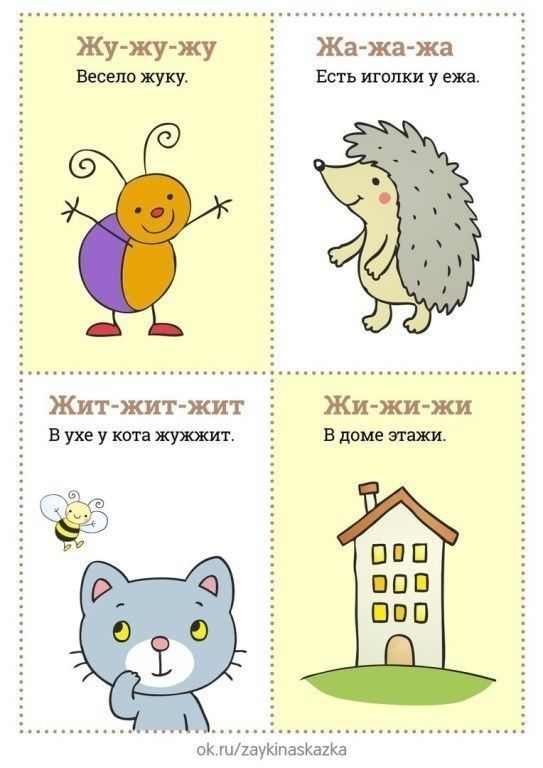 Жу-жу-жу
Весело жуку.
Жа-жа-жа
Есть иголки у ежа.
Жит-жит-жит
В ухе у кота жужжит.
Жи-жи-жи
В доме этажи.
ok.ru/zaykinaskazka